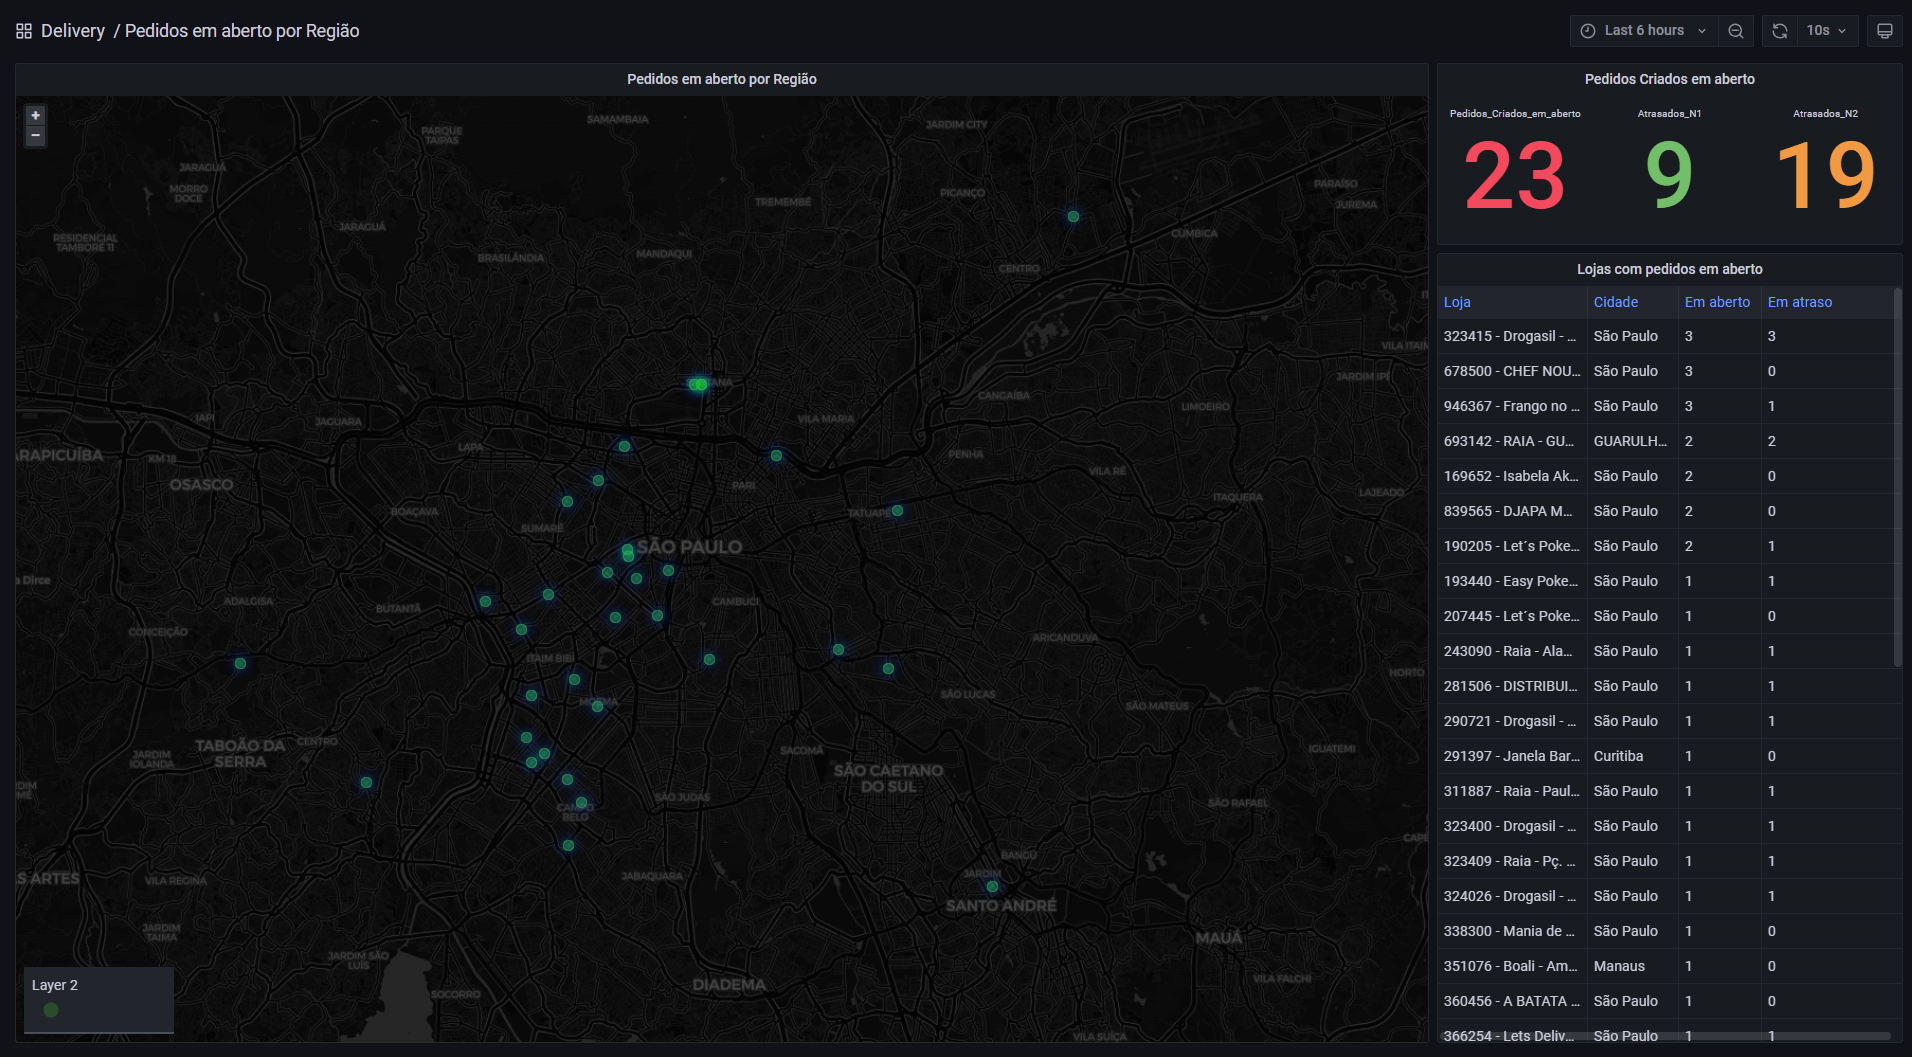 Delivery / Pedidos em aberto por Região
Last 6 hours
10s
Pedidos em aberto por Região
+
−
SAMAMBAIA
PARQUE
TAIPAS
JARDIM CITY
JARAGUÁ
MORRO
DOCE
PICANÇO
PARAÍSO
TREMEMBÉ
JUREMA
JARAGUÁ
CUMBICA
RESIDENCIAL
TAMBORÉ 11
MANDAQUI
BRASILÂNDIA
CENTRO
VILA ITAIM
JARDIM IPÊ
CANGAÍBA
LIMOEIRO
IAPI
JAGUARA
VILA MARIA
LAPA
ARAPICUÍBA
KM 18
PENHA
VILA RÉ
OSASCO
PARI
LAJEADO
ITAQUERA
BOAÇAVA
TATUAPÉ
SUMARÉ
SÃO PAULO
a Dirce
ADALGISA
BUTANTÃ
CAMBUCI
CONCEIÇÃO
ARICANDUVA
ITAIM BIBI
HORTO
SÃO LUCAS
MOEMA
SÃO MATEUS
CENTRO
TABOÃO DA
SERRA
JARDIM
IOLANDA
SACOMÃ
IGUATEMI
SÃO CAETANO
DO SUL
SÃO JUDAS
SÃO RAFAEL
CAMPO
BELO
BANGÚ
JARDIM
JABAQUARA
S ARTES
VILA REGINA
SANTO ANDRÉ
JARDIM
TAIMA
MAUÁ
JARDIM SÃO
LUÍS
VILA FALCHI
DIADEMA
SOCORRO
VILA SUÍÇA
Layer 2
Pedidos Criados em aberto
Pedidos_Criados_em_aberto Atrasados_N1 Atrasados_N2
23 9 19
Lojas com pedidos em aberto
Loja Cidade Em aberto Em atraso
323415 - Drogasil - ... São Paulo 3 3
678500 - CHEF NOU... São Paulo 3 0
946367 - Frango no ... São Paulo 3 1
693142 - RAIA - GU... GUARULH... 2 2
169652 - Isabela Ak... São Paulo 2 0
839565 - DJAPA M... São Paulo 2 0
190205 - Let´s Poke... São Paulo 2 1
193440 - Easy Poke... São Paulo 1 1
207445 - Let´s Poke... São Paulo 1 0
243090 - Raia - Ala... São Paulo 1 1
281506 - DISTRIBUI... São Paulo 1 1
290721 - Drogasil - ... São Paulo 1 1
291397 - Janela Bar... Curitiba 1 0
311887 - Raia - Paul... São Paulo 1 1
323400 - Drogasil - ... São Paulo 1 1
323409 - Raia - Pç. ... São Paulo 1 1
324026 - Drogasil - ... São Paulo 1 1
338300 - Mania de ... São Paulo 1 0
351076 - Boali - Am... Manaus 1 0
360456 - A BATATA ... São Paulo 1 0
366254 - Lets Deliv... São Paulo 1 1